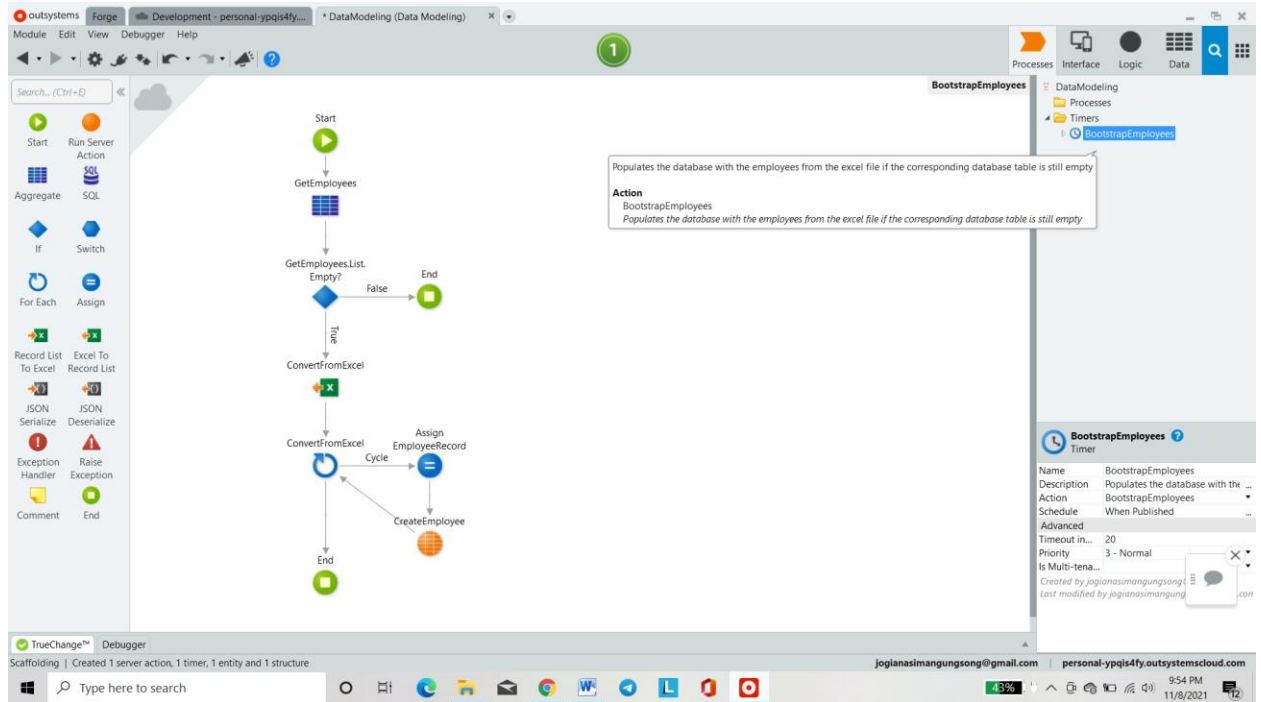 outsystems Forge Development - personal-ypqis4fy.... * DataModeling (Data Modeling)
Module Edit View Debugger Help
1
Processes Interface Logic Data
Search... (Ctrl+E)
Start
Run Server
Action
Aggregate
SQL
SQL
If
Switch
For Each
Assign
Record List
To Excel
Excel To
Record List
JSON
Serialize
JSON
Deserialize
Exception
Handler
Raise
Exception
Comment
End
BootstrapEmployees
Start
GetEmployees
GetEmployees.List.
Empty?
False
End
True
ConvertFromExcel
ConvertFromExcel
Cycle
Assign
EmployeeRecord
CreateEmployee
End
Populates the database with the employees from the excel file if the corresponding database table is still empty
Action
BootstrapEmployees
Populates the database with the employees from the excel file if the corresponding database table is still empty
DataModeling
Processes
Timers
BootstrapEmployees
BootstrapEmployees
Timer
Name BootstrapEmployees
Description Populates the database with the ...
Action BootstrapEmployees
Schedule When Published ...
Advanced
Timeout in... 20
Priority 3 - Normal
Is Multi-tena...
Created by jogianasimangungsong
Last modified by jogianasimangung .com
TrueChange™ Debugger
Scaffolding | Created 1 server action, 1 timer, 1 entity and 1 structure
jogianasimangungsong@gmail.com | personal-ypqis4fy.outsystemscloud.com
Type here to search
43%
9:54 PM
11/8/2021
12